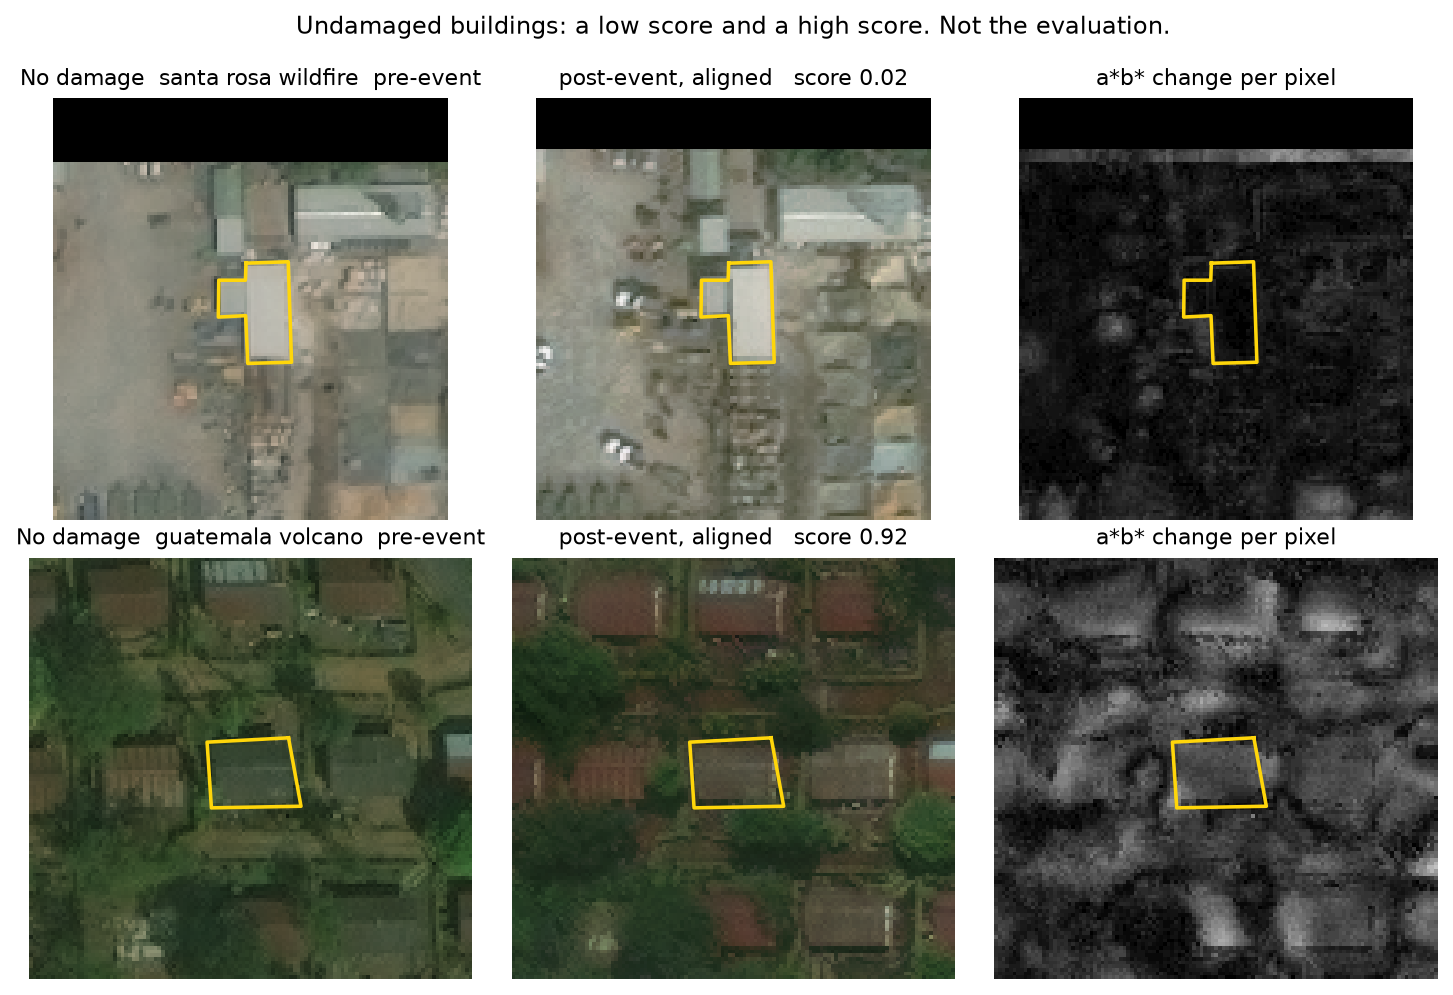 Undamaged buildings: a low score and a high score. Not the evaluation.
No damage  santa rosa wildfire  pre-event
post-event, aligned   score 0.02
a*b* change per pixel
No damage  guatemala volcano  pre-event
post-event, aligned   score 0.92
a*b* change per pixel